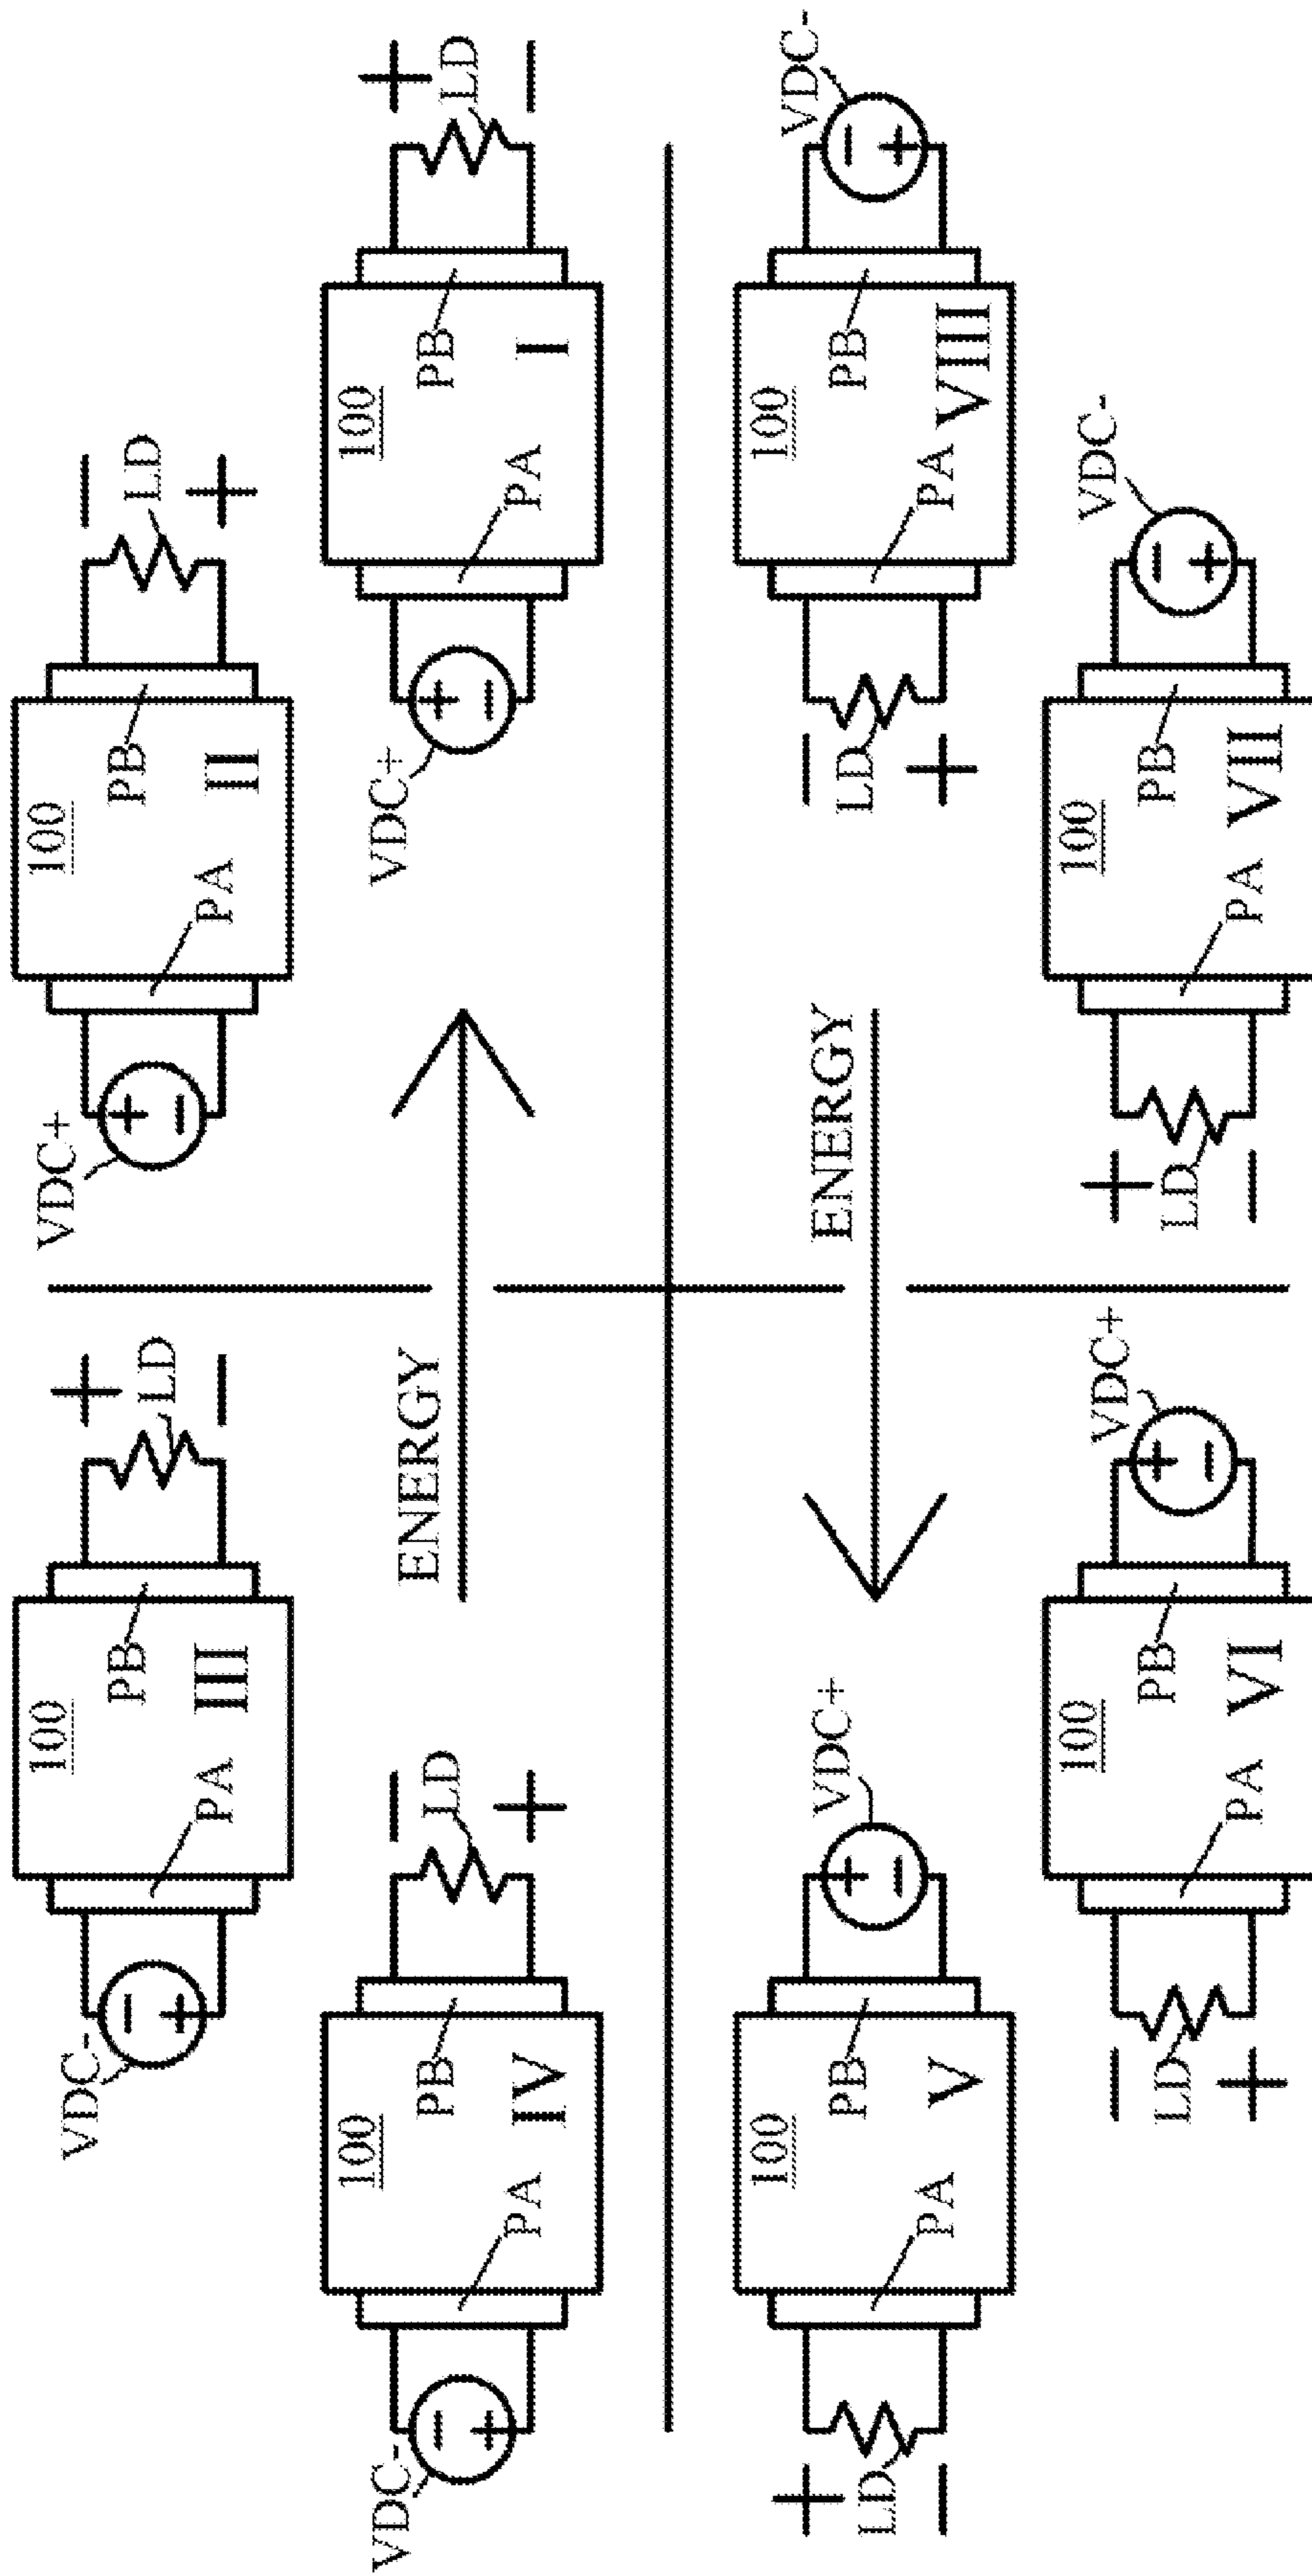 VDC-
+
-
100
PB
PA
III
+
LD
-
VDC+
+
-
100
PB
PA
II
-
LD
+
VDC-
-
+
100
PB
PA
IV
-
LD
+
ENERGY
VDC+
+
-
100
PB
PA
I
+
LD
-
+
LD
-
100
PB
PA
V
VDC+
+
-
ENERGY
-
LD
+
100
PB
PA
VIII
VDC-
-
+
-
LD
+
100
PB
PA
VI
VDC+
+
-
+
LD
-
100
PB
PA
VII
VDC-
-
+